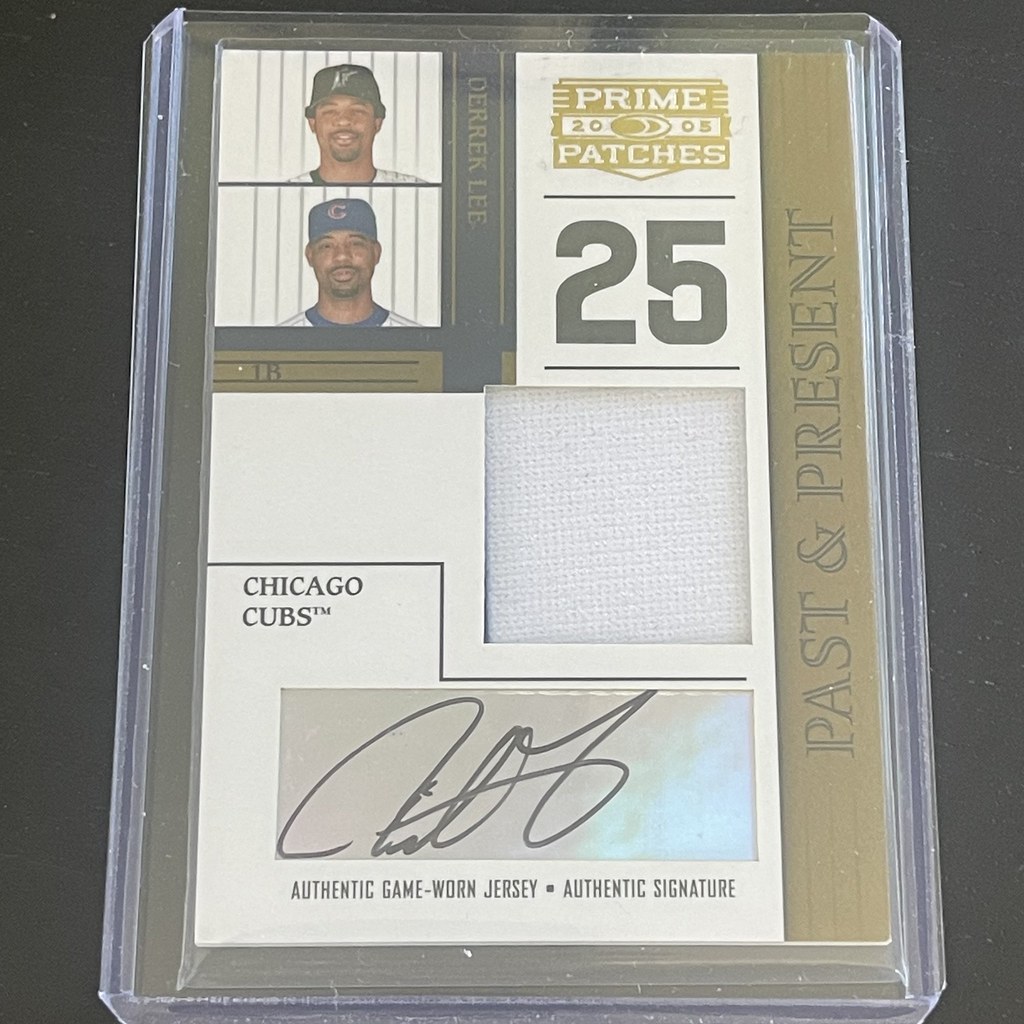 DERREK LEE
PRIME
20 05
PATCHES
25
1B
CHICAGO
CUBS™
PAST & PRESENT
AUTHENTIC GAME-WORN JERSEY • AUTHENTIC SIGNATURE